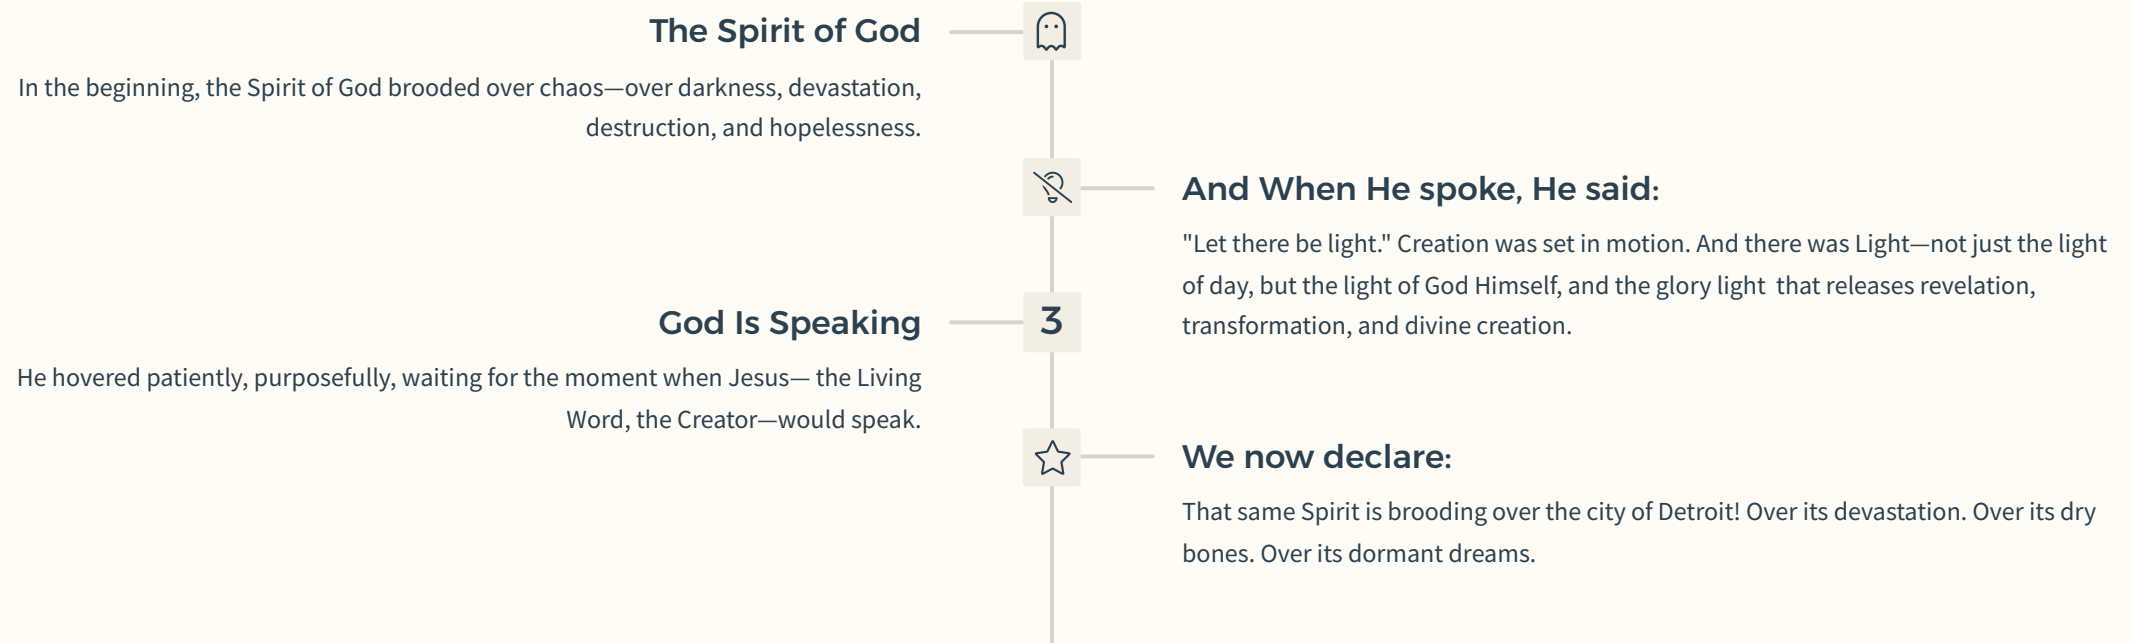 The Spirit of God
In the beginning, the Spirit of God brooded over chaos—over darkness, devastation,
destruction, and hopelessness.
And When He spoke, He said:
"Let there be light." Creation was set in motion. And there was Light—not just the light
of day, but the light of God Himself, and the glory light  that releases revelation,
transformation, and divine creation.
3
God Is Speaking
He hovered patiently, purposefully, waiting for the moment when Jesus— the Living
Word, the Creator—would speak.
We now declare:
That same Spirit is brooding over the city of Detroit! Over its devastation. Over its dry
bones. Over its dormant dreams.